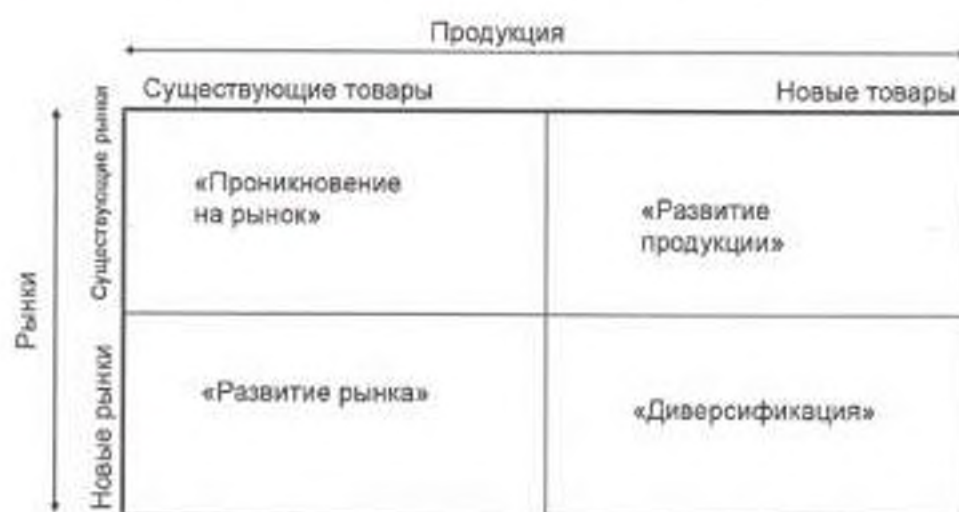 Продукция
Существующие товары
Новые товары
Рынки
Существующие рынки
Новые рынки
«Проникновение
на рынок»
«Развитие
продукции»
«Развитие рынка»
«Диверсификация»